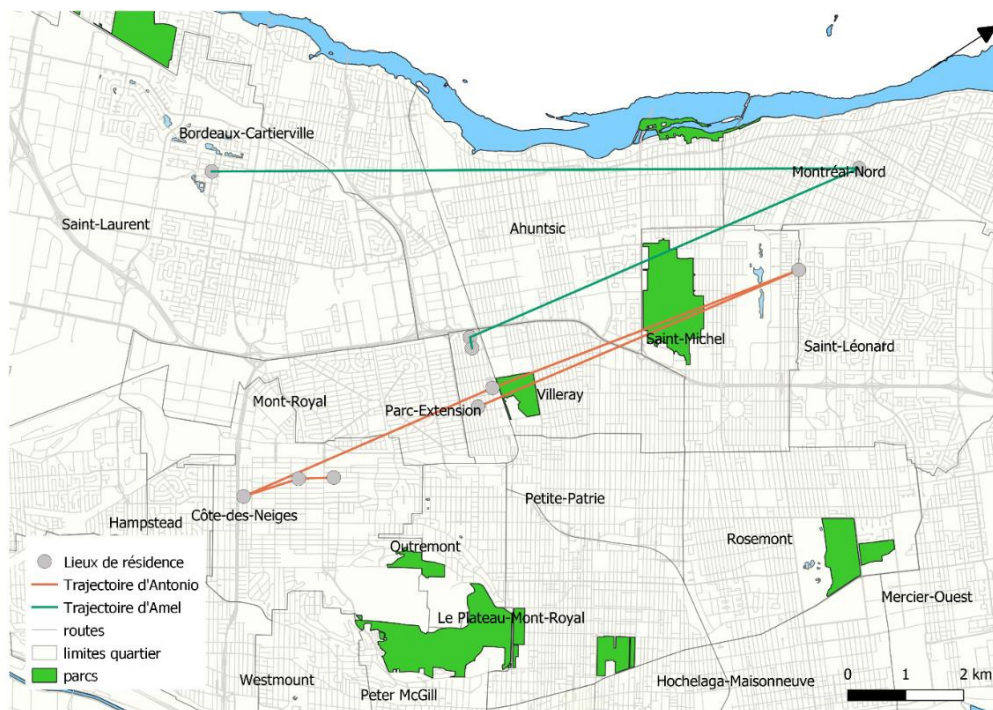 Bordeaux-Cartierville
Montréal-Nord
Saint-Laurent
Ahuntsic
Saint-Michel
Saint-Léonard
Mont-Royal
Villeray
Parc-Extension
Petite-Patrie
Côte-des-Neiges
Hampstead
Rosemont
Outremont
Mercier-Ouest
Le Plateau-Mont-Royal
Westmount
Peter McGill
Hochelaga-Maisonneuve
Lieux de résidence
Trajectoire d'Antonio
Trajectoire d'Amel
routes
limites quartier
parcs
0 1 2 km